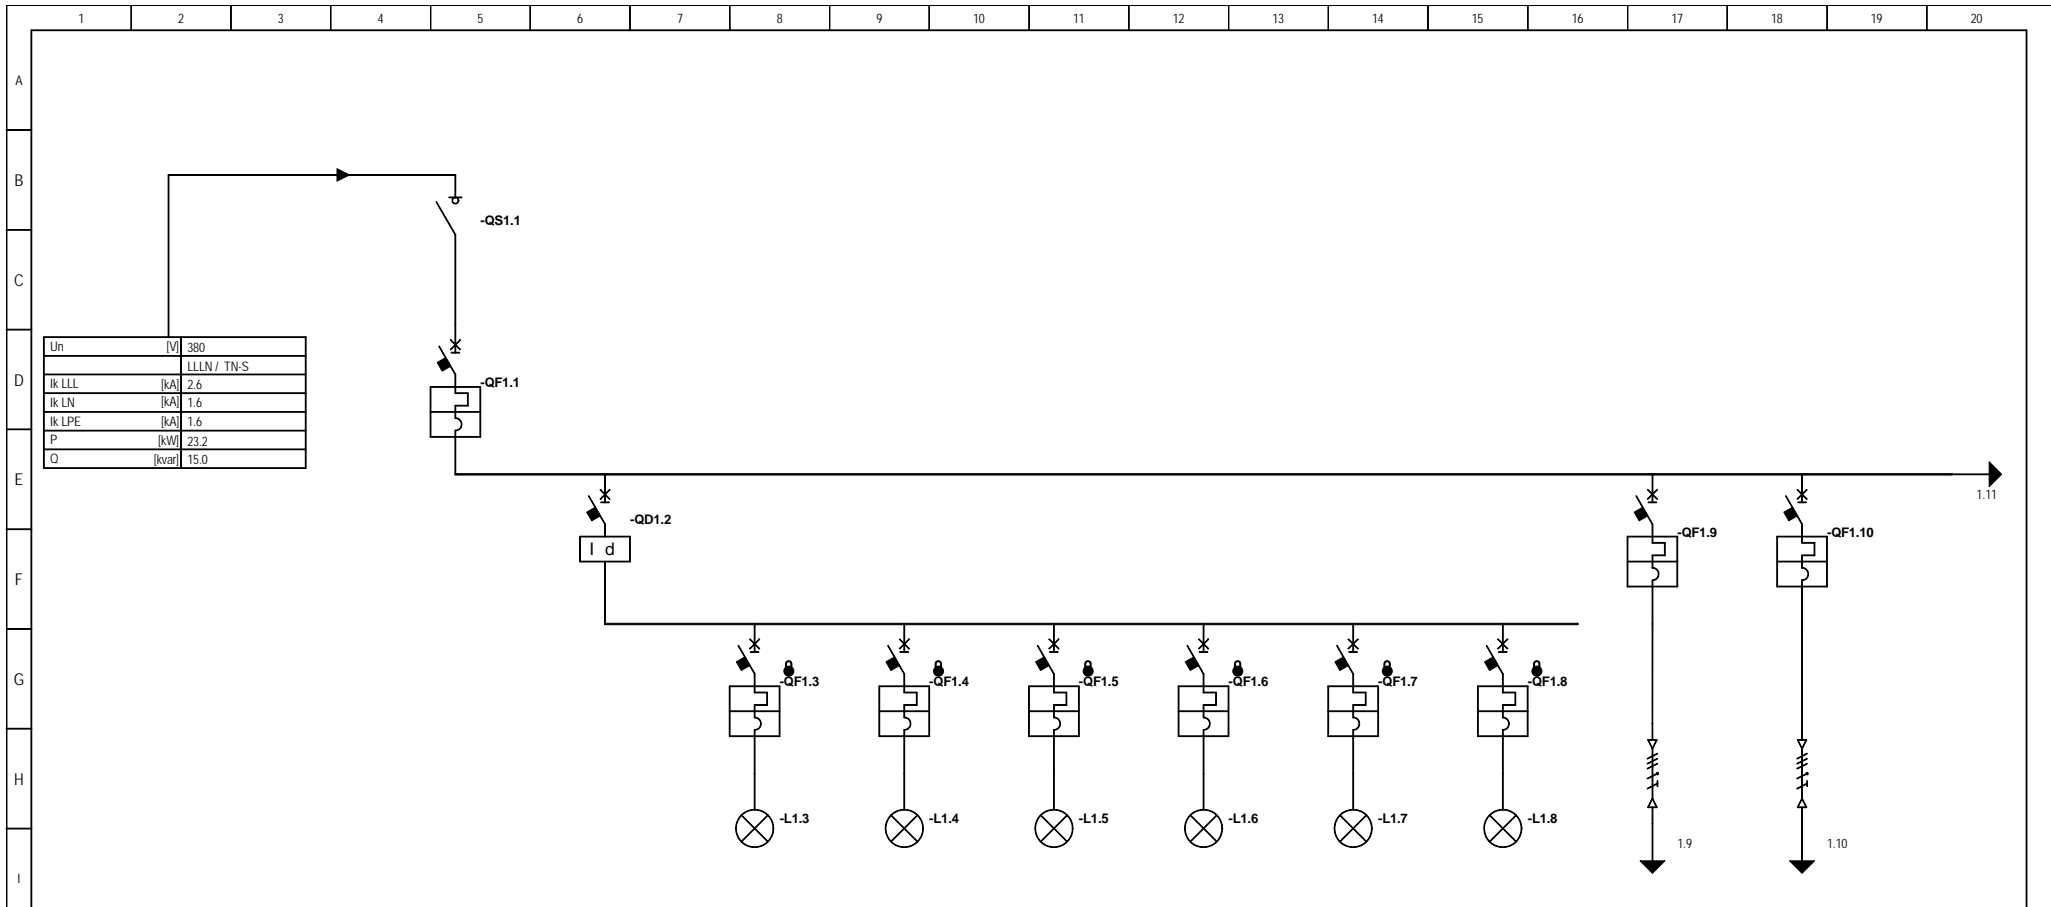 1 2 3 4 5 6 7 8 9 10 11 12 13 14 15 16 17 18 19 20
A
B
-QS1.1
C
Un [V] 380
LLLN / TN-S
D
Ik LLL [kA] 2.6
-QF1.1
Ik LN [kA] 1.6
Ik LPE [kA] 1.6
P [kW] 23.2
Q [kvar] 15.0
E
1.11
-QD1.2
-QF1.9 -QF1.10
I d
F
G
-QF1.3 -QF1.4 -QF1.5 -QF1.6 -QF1.7 -QF1.8
H
-L1.3 -L1.4 -L1.5 -L1.6 -L1.7 -L1.8
1.9 1.10
I